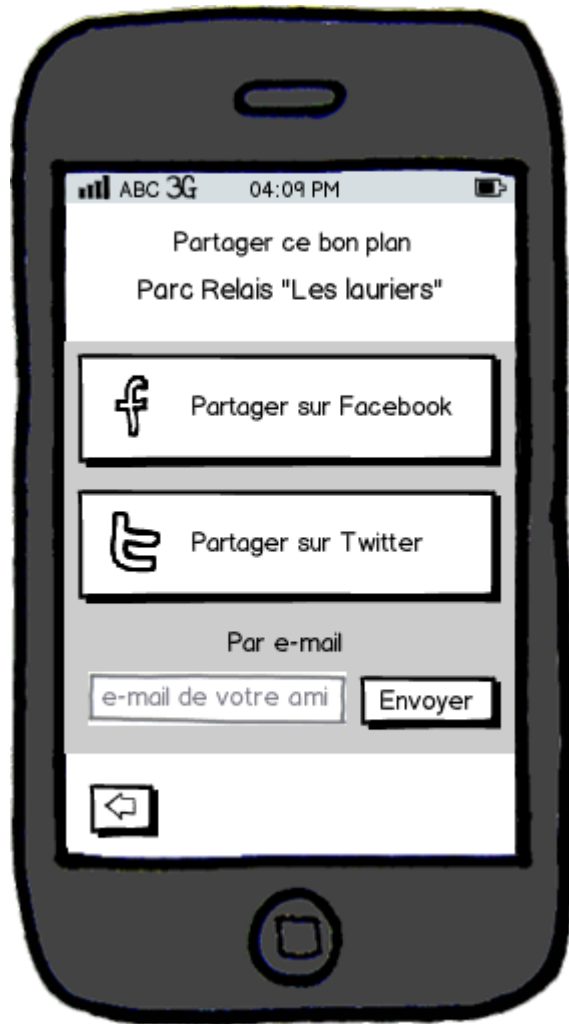 ABC 3G 04:09 PM
Partager ce bon plan
Parc Relais "Les lauriers"
Partager sur Facebook
Partager sur Twitter
Par e-mail
e-mail de votre ami Envoyer